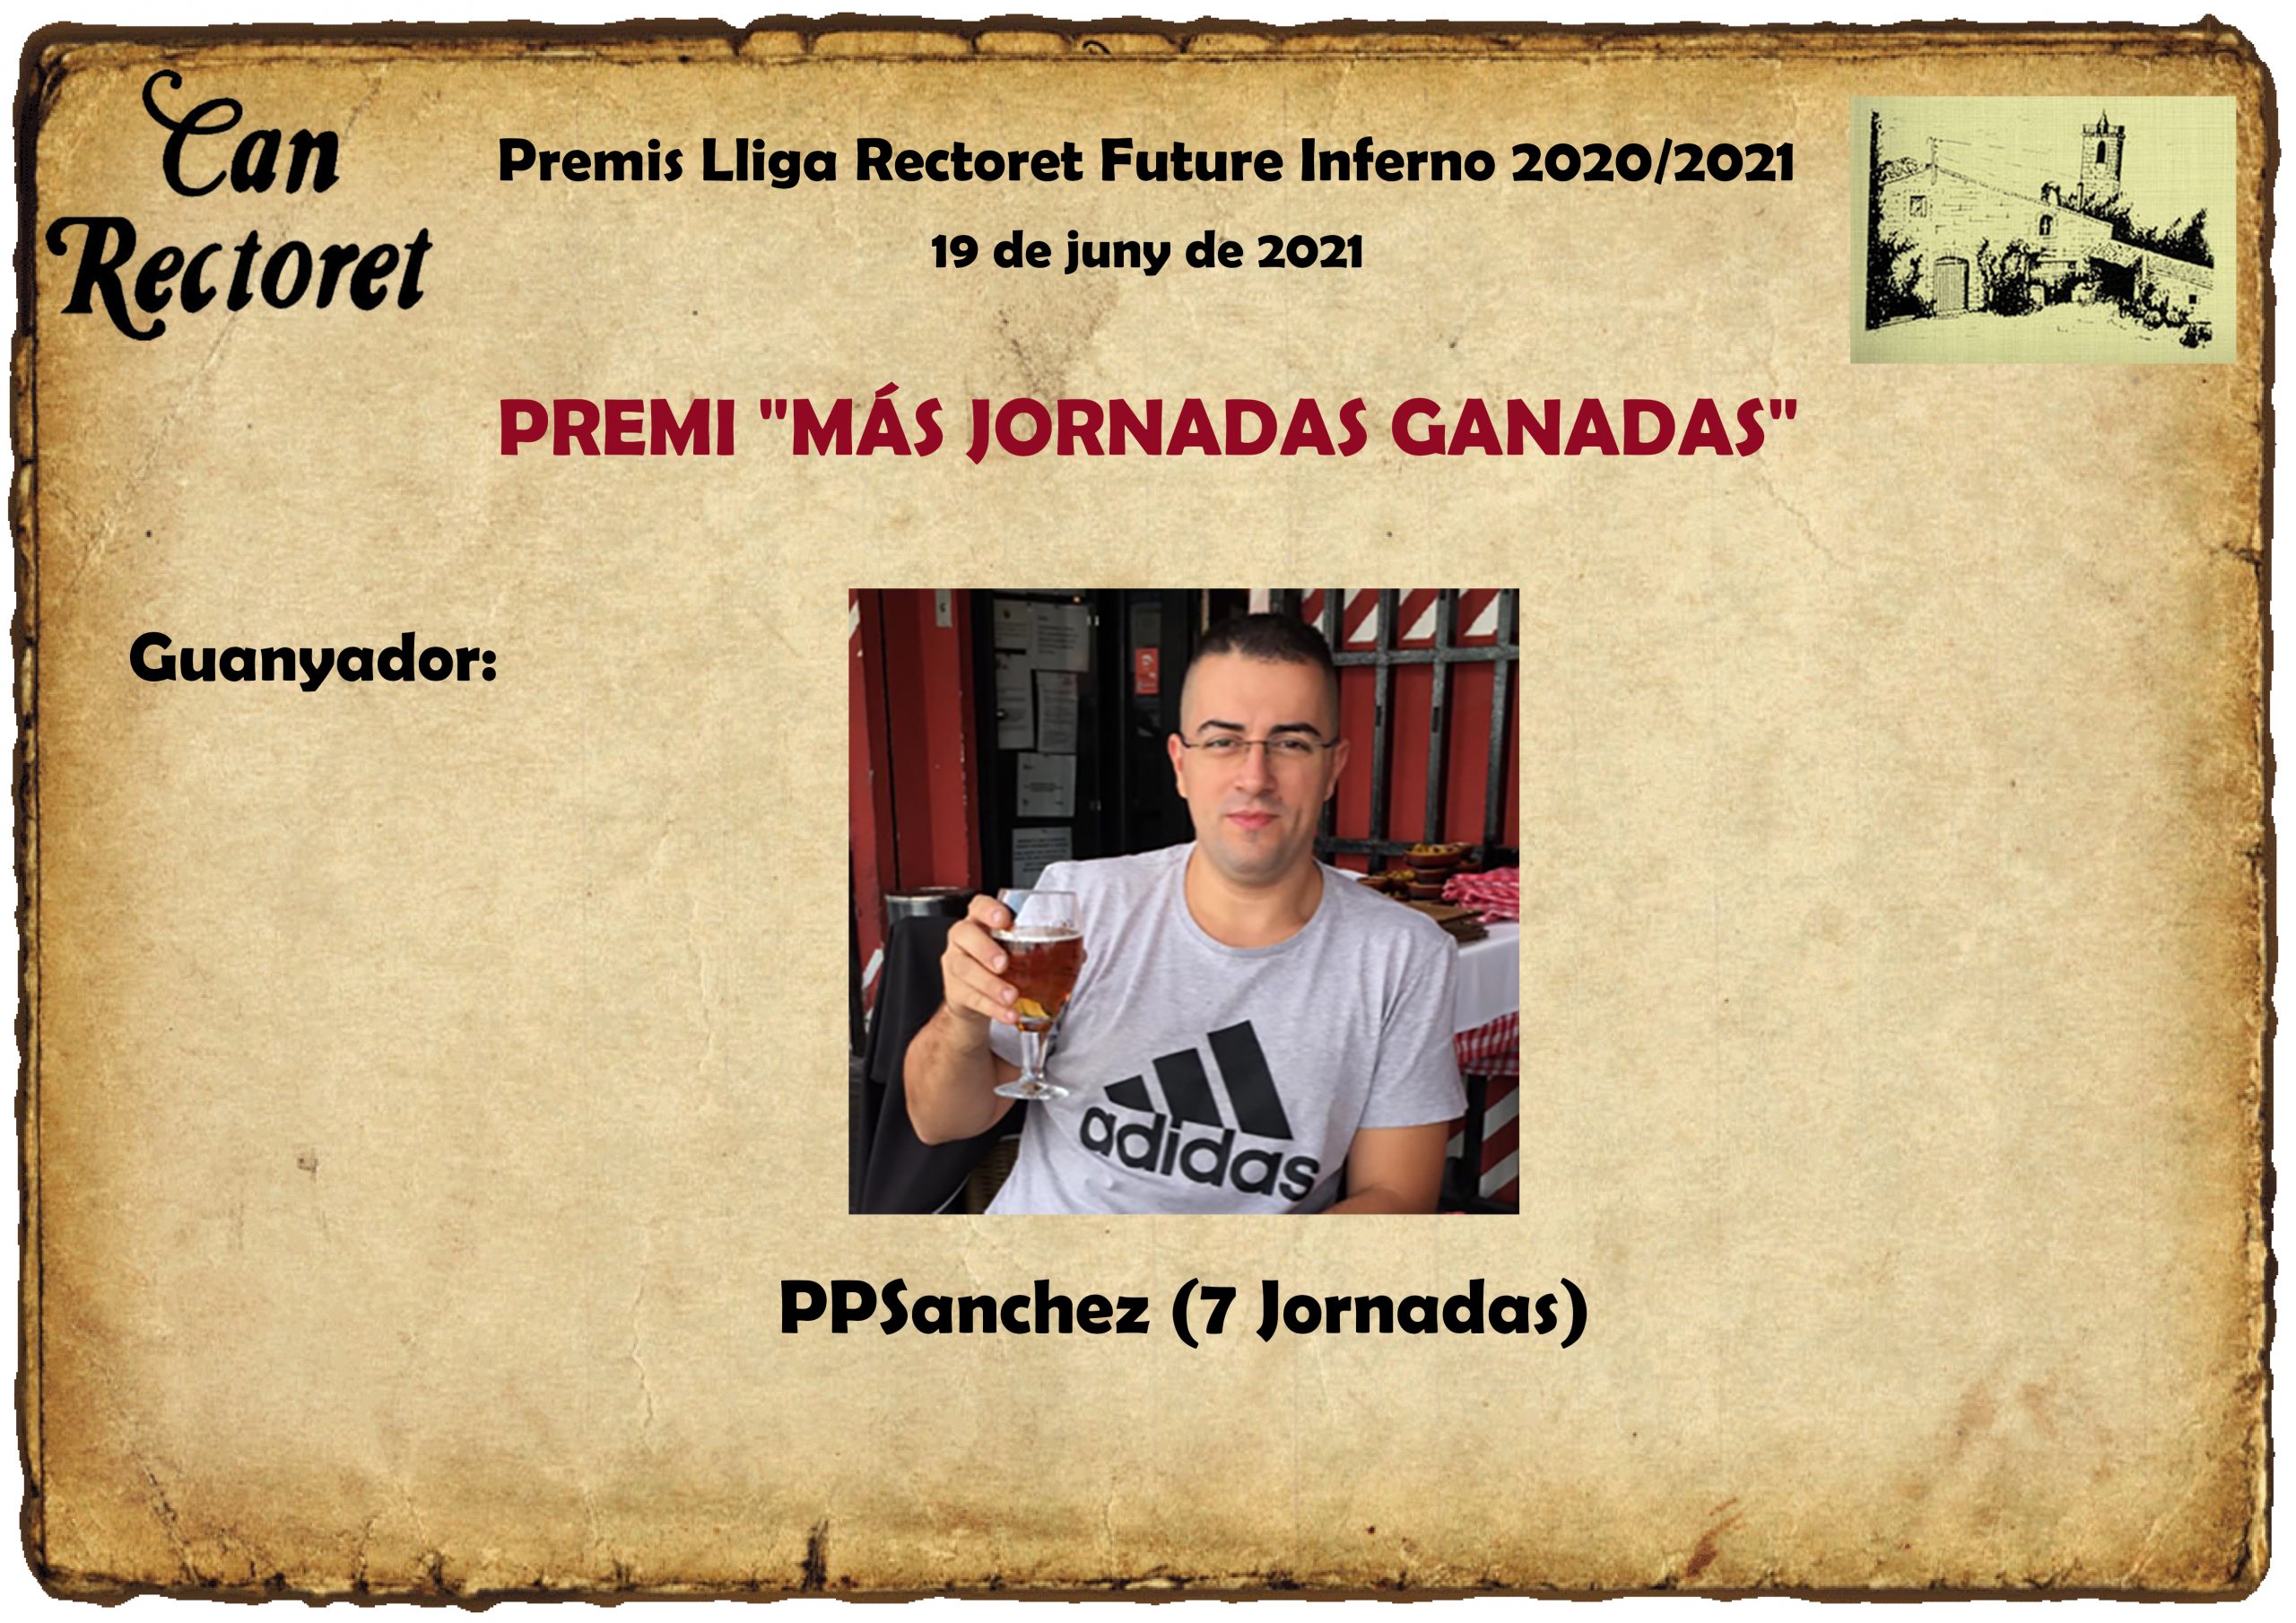 Can
Rectoret
Premis Lliga Rectoret Future Inferno 2020/2021
19 de juny de 2021
PREMI "MÁS JORNADAS GANADAS"
Guanyador:
adidas
PPSanchez (7 Jornadas)